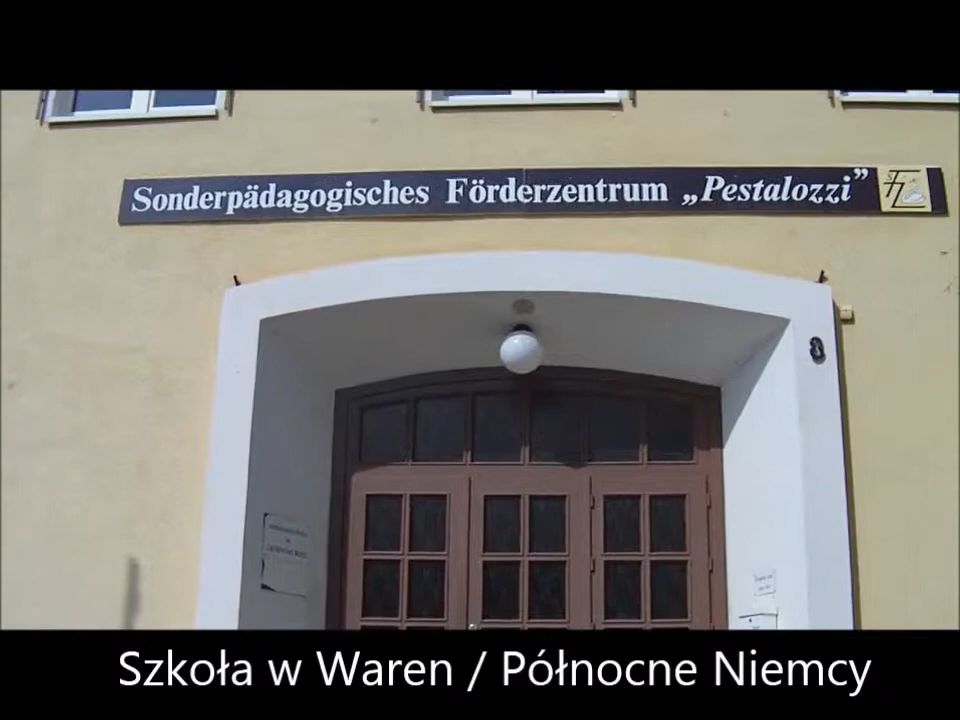 Sonderpädagogisches Förderzentrum „Pestalozzi”
3
Szkoła w Waren / Północne Niemcy